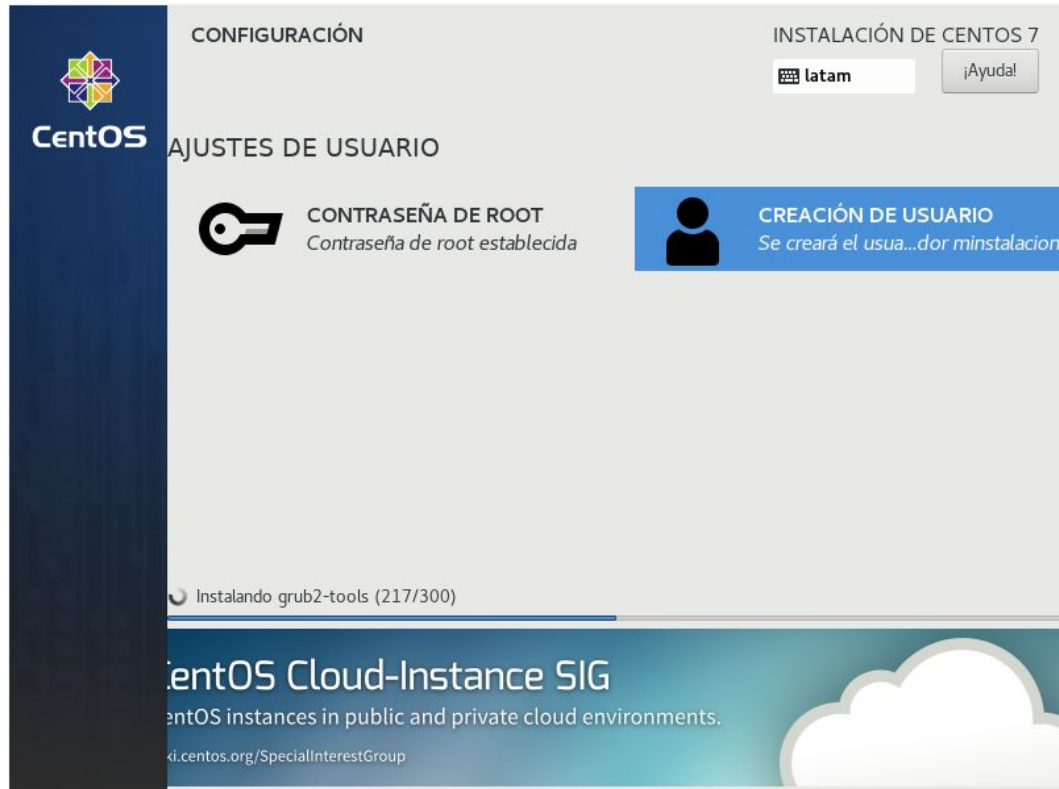 CONFIGURACIÓN
INSTALACIÓN DE CENTOS 7
latam
¡Ayuda!
CentOS
AJUSTES DE USUARIO
CONTRASEÑA DE ROOT
Contraseña de root establecida
CREACIÓN DE USUARIO
Se creará el usua...dor minstalacion
Instalando grub2-tools (217/300)
entOS Cloud-Instance SIG
entOS instances in public and private cloud environments.
ki.centos.org/SpecialInterestGroup